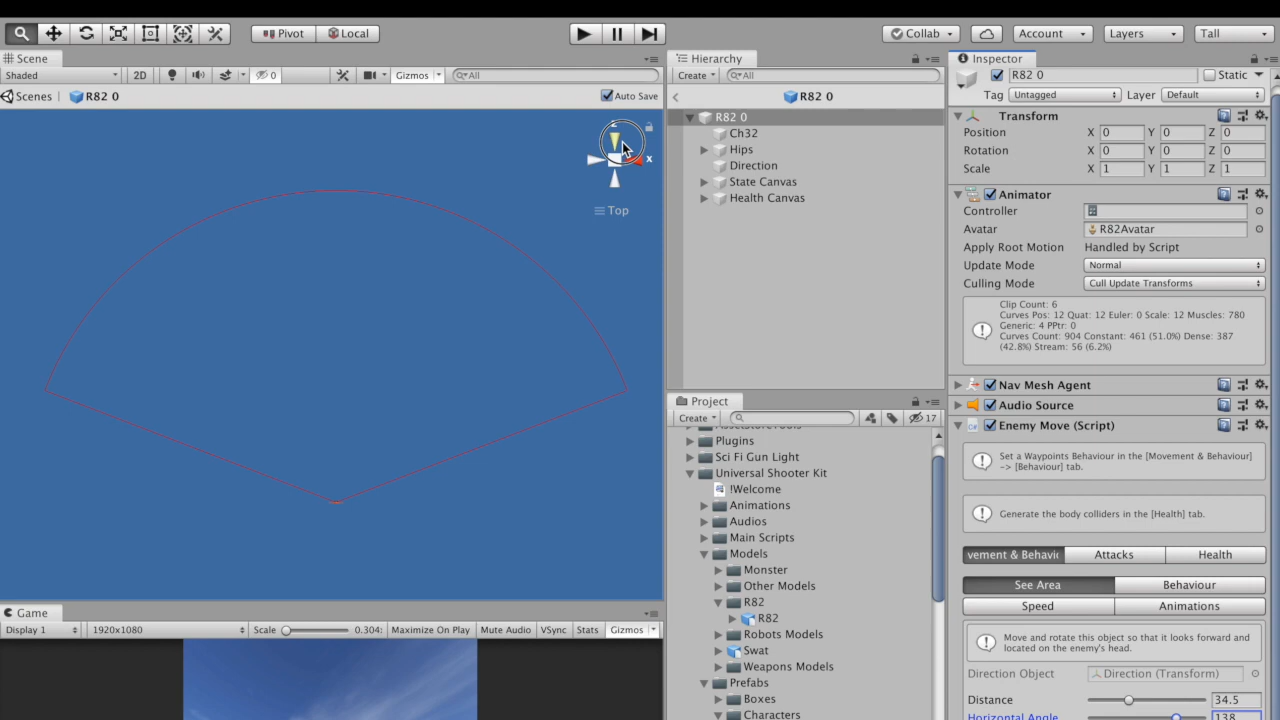 Pivot Local Collab Account Layers Tall
Scene Hierarchy Inspector
Shaded 2D 0 Gizmos All Create All
R82 0 Static
Tag Untagged Layer Default
Scenes R82 0 Auto Save R82 0
x
Top
R82 0
Ch32
Hips
Direction
State Canvas
Health Canvas
Transform
Position X 0 Y 0 Z 0
Rotation X 0 Y 0 Z 0
Scale X 1 Y 1 Z 1
Animator
Controller
Avatar R82Avatar
Apply Root Motion Handled by Script
Update Mode Normal
Culling Mode Cull Update Transforms
Clip Count: 6
Curves Pos: 12 Quat: 12 Euler: 0 Scale: 12 Muscles: 780
Generic: 4 PPtr: 0
Curves Count: 904 Constant: 461 (51.0%) Dense: 387
(42.8%) Stream: 56 (6.2%)
Nav Mesh Agent
Audio Source
Enemy Move (Script)
Set a Waypoints Behaviour in the [Movement & Behaviour]
-> [Behaviour] tab.
Generate the body colliders in the [Health] tab.
vement & Behavic Attacks Health
See Area Behaviour
Speed Animations
Move and rotate this object so that it looks forward and
located on the enemy's head.
Direction Object Direction (Transform)
Distance 34.5
Horizontal Angle 138
Project
Create 17
Plugins
Sci Fi Gun Light
Universal Shooter Kit
!Welcome
Animations
Audios
Main Scripts
Models
Monster
Other Models
R82
R82
Robots Models
Swat
Weapons Models
Prefabs
Boxes
Characters
Game
Display 1 1920x1080 Scale 0.304 Maximize On Play Mute Audio VSync Stats Gizmos